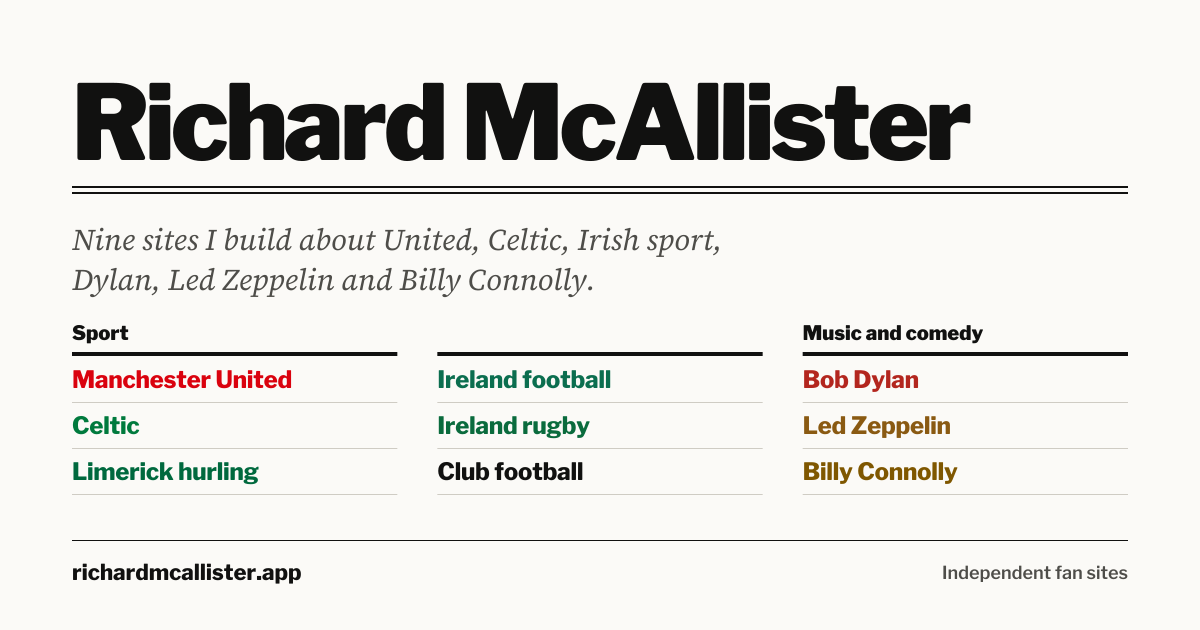 Richard McAllister
Nine sites I build about United, Celtic, Irish sport,
Dylan, Led Zeppelin and Billy Connolly.
Sport
Manchester United
Celtic
Limerick hurling
Ireland football
Ireland rugby
Club football
Music and comedy
Bob Dylan
Led Zeppelin
Billy Connolly
richardmcallister.app
Independent fan sites